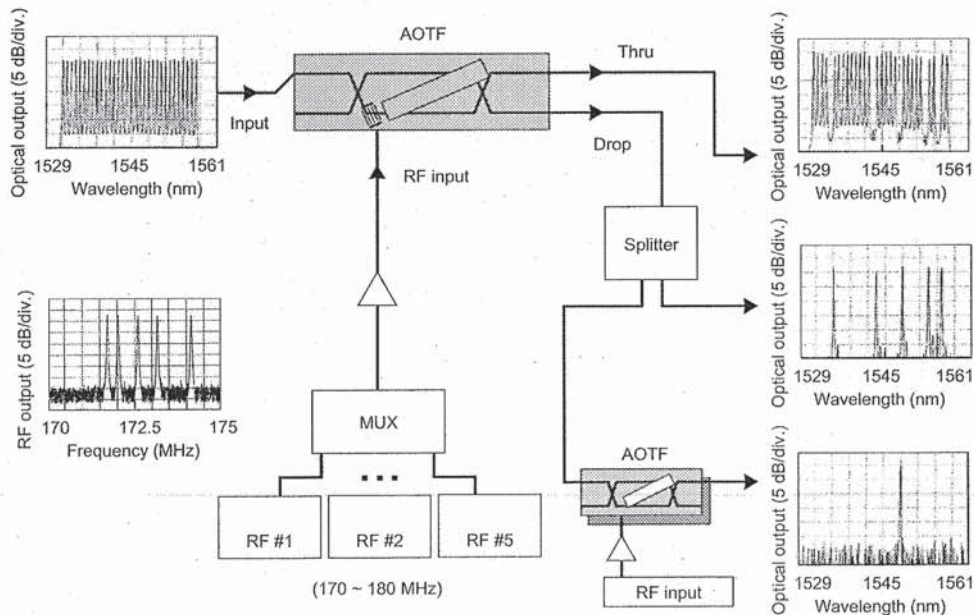 AOTF
Optical output (5 dB/div.)
1529 1545 1561
Wavelength (nm)
Input
Thru
Drop
RF input
Optical output (5 dB/div.)
1529 1545 1561
Wavelength (nm)
Splitter
RF output (5 dB/div.)
170 172.5 175
Frequency (MHz)
MUX
RF #1 RF #2 RF #5
(170 ~ 180 MHz)
Optical output (5 dB/div.)
1529 1545 1561
Wavelength (nm)
AOTF
RF input
Optical output (5 dB/div.)
1529 1545 1561
Wavelength (nm)